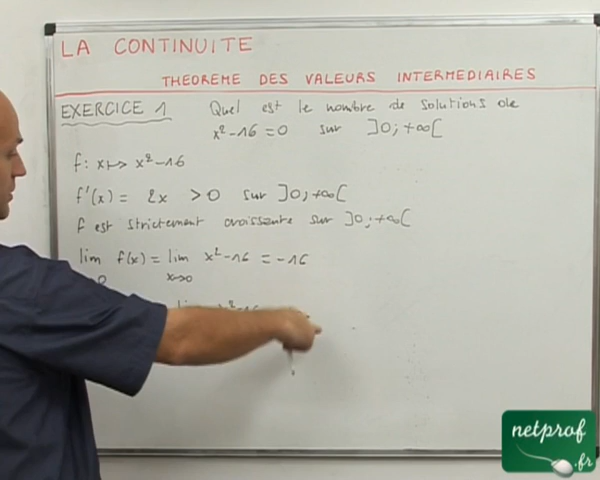 LA CONTINUITE
THEOREME DES VALEURS INTERMEDIAIRES
EXERCICE 1 Quel est le nombre de solutions de
x²-16=0 sur ]0;+∞[
f: x↦ x²-16
f'(x) = 2x >0 sur ]0;+∞[
f est strictement croissante sur ]0;+∞[
lim f(x) = lim x²-16 = -16
x→0
netprof
.fr